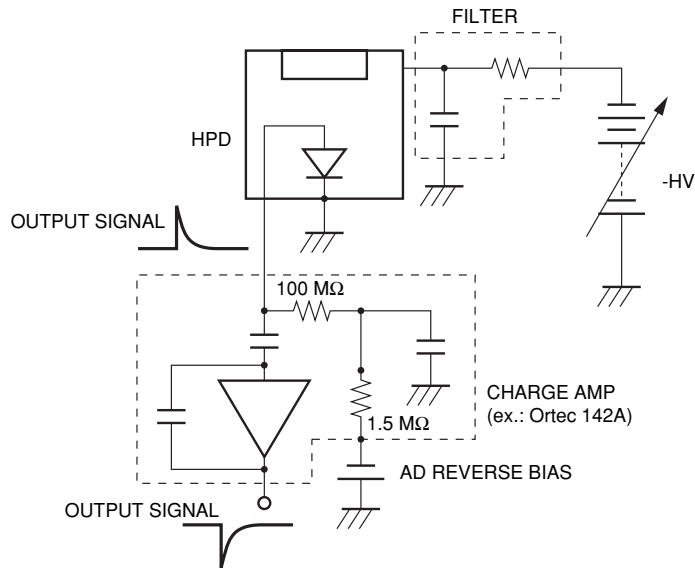 FILTER
HPD
-HV
OUTPUT SIGNAL
100 MΩ
CHARGE AMP
(ex.: Ortec 142A)
1.5 MΩ
AD REVERSE BIAS
OUTPUT SIGNAL